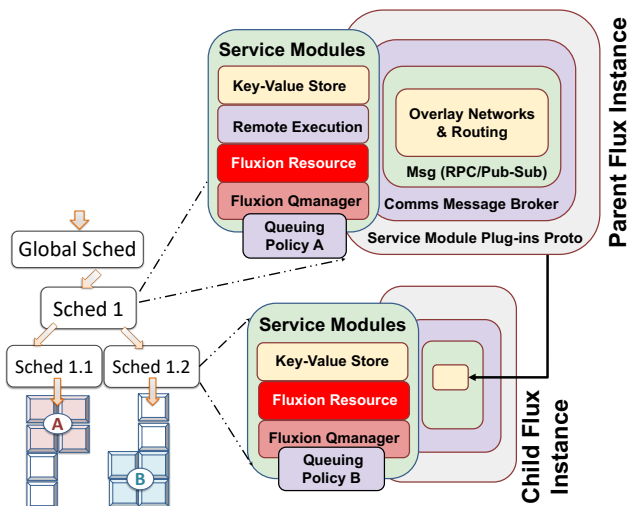 Service Modules
Key-Value Store
Remote Execution
Fluxion Resource
Fluxion Qmanager
Queuing
Policy A
Overlay Networks
& Routing
Msg (RPC/Pub-Sub)
Comms Message Broker
Service Module Plug-ins Proto
Parent Flux Instance
Global Sched
Sched 1
Sched 1.1
Sched 1.2
A
B
Service Modules
Key-Value Store
Fluxion Resource
Fluxion Qmanager
Queuing
Policy B
Child Flux
Instance